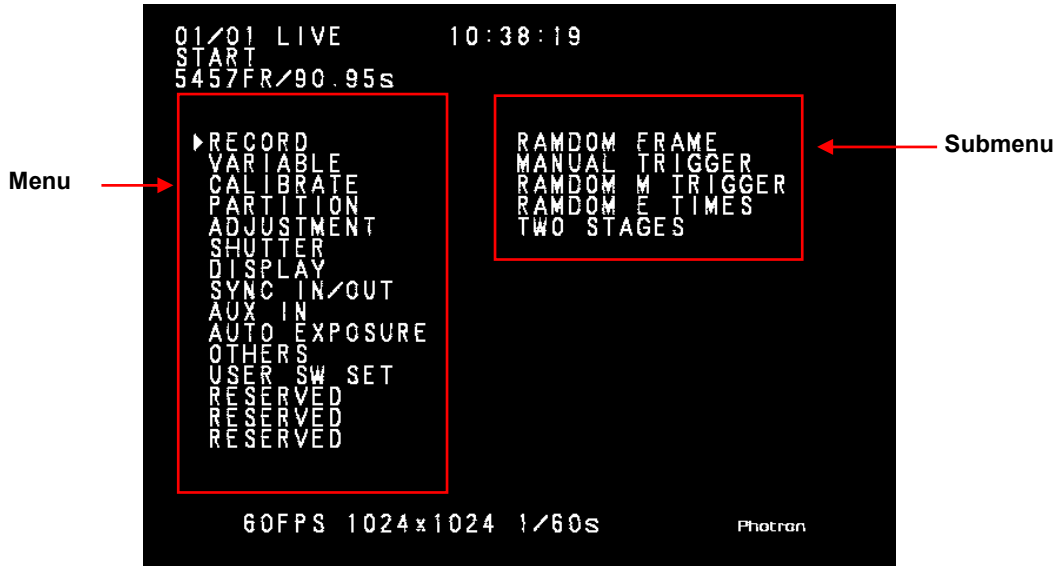 01/01 LIVE 10:38:19
START
5457FR/90.95s
Menu
RECORD
VARIABLE
CALIBRATE
PARTITION
ADJUSTMENT
SHUTTER
DISPLAY
SYNC IN/OUT
AUX IN
AUTO EXPOSURE
OTHERS
USER SW SET
RESERVED
RESERVED
RESERVED
RAMDOM FRAME
MANUAL TRIGGER
RAMDOM M TRIGGER
RAMDOM E TIMES
TWO STAGES
Submenu
60FPS 1024x1024 1/60s
Photron